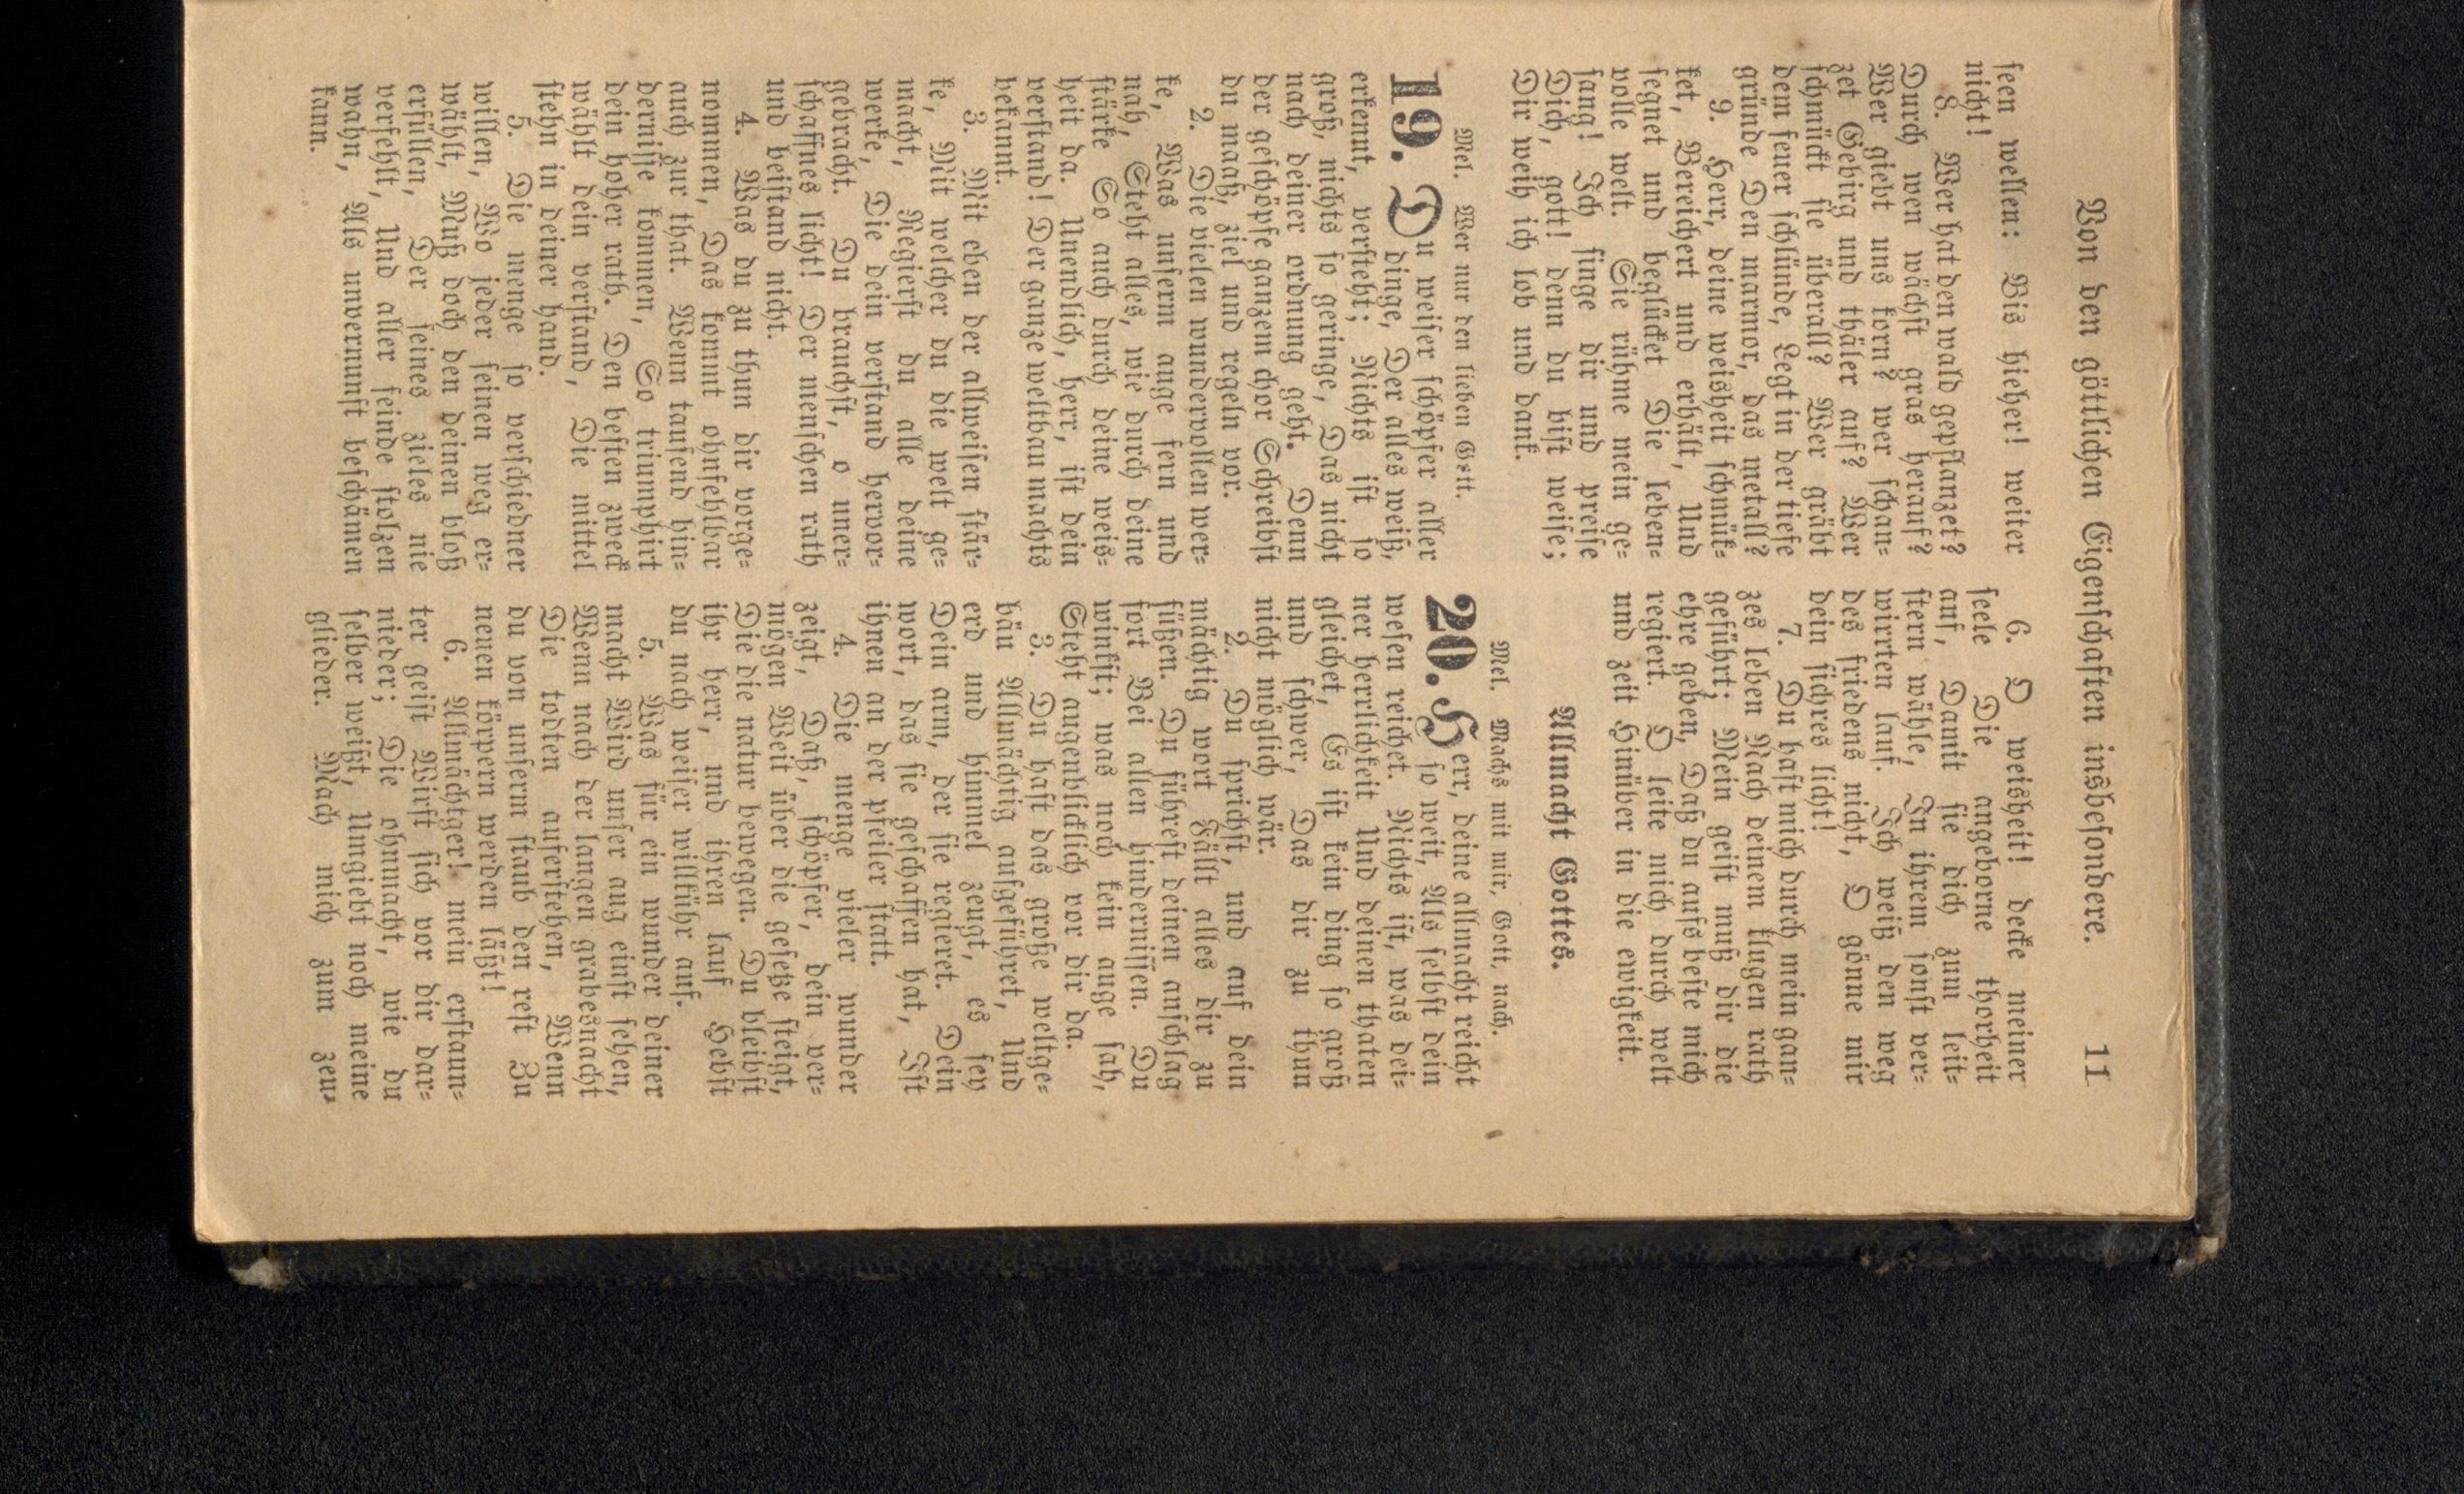 Von den göttlichen Eigenschaften insbesondere. 11
seen wellen: Bis hieher! weiter
nicht!
8. Wer hat den wald gepflanzet?
Durch wen wächst gras herauf?
Wer giebt uns korn? wer schan-
zet Gebirg und thäler auf? Wer
schmückt sie überall? Wer gräbt
dem feuer schlünde, Legt in der tiefe
gründe Den marmor, das metall?
9. Herr, deine weisheit schmük-
ket, Bereichert und erhält, Und
segnet und beglücket Die leben-
volle welt. Sie rühme mein ge-
sang! Ich singe dir und preise
Dich, gott! denn du bist weise;
Dir weih ich lob und dank.
Mel. Wer nur den lieben Gott.
19. Du weiser schöpfer aller
dinge, Der alles weiß,
erkennt, versteht; Nichts ist so
groß, nichts so geringe, Das nicht
nach deiner ordnung geht. Denn
der geschöpfe ganzem chor Schreibst
du maaß, ziel und regeln vor.
2. Die vielen wundervollen wer-
ke, Was unserm auge fern und
nah, Steht alles, wie durch deine
stärke So auch durch deine weis-
heit da. Unendlich, herr, ist dein
verstand! Der ganze weltbau machts
bekannt.
3. Mit eben der allweisen stär-
ke, Mit welcher du die welt ge-
macht, Regierst du alle deine
werke, Die dein verstand hervor-
gebracht. Du brauchst, o uner-
schaffnes licht! Der menschen rath
und beistand nicht.
4. Was du zu thun dir vorge-
nommen, Das kommt ohnfehlbar
auch zur that. Wenn tausend hin-
dernisse kommen, So triumphirt
dein hoher rath. Den besten zweck
wählt dein verstand, Die mittel
stehn in deiner hand.
5. Die menge so verschiedner
willen, Wo jeder seinen weg er-
wählt, Muß doch den deinen bloß
erfüllen, Der seines zieles nie
verfehlt, Und aller feinde stolzen
wahn, Als unvernunft beschämen
kann.
6. O weisheit! decke meiner
seele Die angeborne thorheit
auf, Damit sie dich zum leit-
stern wähle, In ihrem sonst ver-
wirrten lauf. Ich weiß den weg
des friedens nicht, O gönne mir
dein sichres licht!
7. Du hast mich durch mein gan-
zes leben Nach deinem klugen rath
geführt; Mein geist muß dir die
ehre geben, Daß du aufs beste mich
regiert. O leite mich durch welt
und zeit Hinüber in die ewigkeit.
Allmacht Gottes.
Mel. Machs mit mir, Gott, nach.
20. Herr, deine allmacht reicht
so weit, Als selbst dein
wesen reichet. Nichts ist, was dei-
ner herrlichkeit Und deinen thaten
gleichet, Es ist kein ding so groß
und schwer, Das dir zu thun
nicht möglich wär.
2. Du sprichst, und auf dein
mächtig wort Fällt alles dir zu
füßen. Du führest deinen anschlag
fort Bei allen hindernissen. Du
winkst; was noch kein auge sah,
Steht augenblicklich vor dir da.
3. Du hast das große weltge-
bäu Allmächtig aufgeführet, Und
erd und himmel zeugt, es sey
Dein arm, der sie regieret. Dein
wort, das sie geschaffen hat, Ist
ihnen an der pfeiler statt.
4. Die menge vieler wunder
zeigt, Daß, schöpfer, dein ver-
mögen Weit über die gesetze steigt,
Die die natur bewegen. Du bleibst
ihr herr, und ihren lauf Hebst
du nach weiser willkühr auf.
5. Was für ein wunder deiner
macht Wird unser aug einst sehen,
Wenn nach der langen grabesnacht
Die todten auferstehen, Wenn
du von unserm staub den rest Zu
neuen körpern werden läßt!
6. Allmächtger! mein erstaun-
ter geist Wirft sich vor dir dar-
nieder; Die ohnmacht, wie du
selber weißt, Umgiebt noch meine
glieder. Mach mich zum zeu-